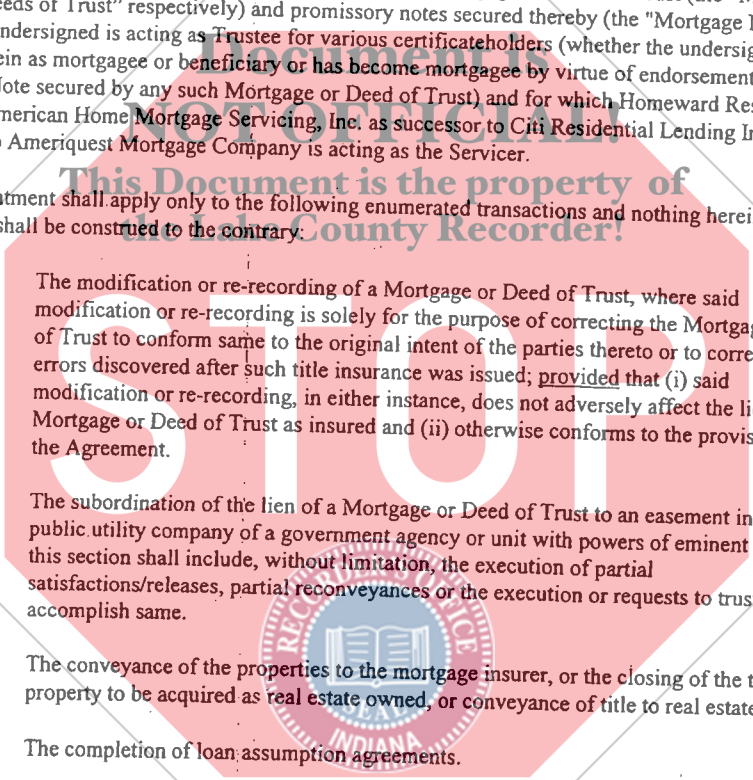 eeds of Trust" respectively) and promissory notes secured thereby (the "Mortgage
ndersigned is acting as Trustee for various certificateholders (whether the undersig
ein as mortgagee or beneficiary or has become mortgagee by virtue of endorsement
Note secured by any such Mortgage or Deed of Trust) and for which Homeward Res
merican Home Mortgage Servicing, Inc. as successor to Citi Residential Lending In
Ameriquest Mortgage Company is acting as the Servicer.
Document is
NOT OFFICIAL!
This Document is the property of
the Lake County Recorder!
ntment shall apply only to the following enumerated transactions and nothing herei
shall be construed to the contrary:
The modification or re-recording of a Mortgage or Deed of Trust, where said
modification or re-recording is solely for the purpose of correcting the Mortgag
of Trust to conform same to the original intent of the parties thereto or to corre
errors discovered after such title insurance was issued; provided that (i) said
modification or re-recording, in either instance, does not adversely affect the li
Mortgage or Deed of Trust as insured and (ii) otherwise conforms to the provis
the Agreement.
STOP
The subordination of the lien of a Mortgage or Deed of Trust to an easement in
public utility company of a government agency or unit with powers of eminent
this section shall include, without limitation, the execution of partial
satisfactions/releases, partial reconveyances or the execution or requests to trus
accomplish same.
The conveyance of the properties to the mortgage insurer, or the closing of the t
property to be acquired as real estate owned, or conveyance of title to real estate
The completion of loan assumption agreements.
RECORDER'S OFFICE
SEAL
INDIANA